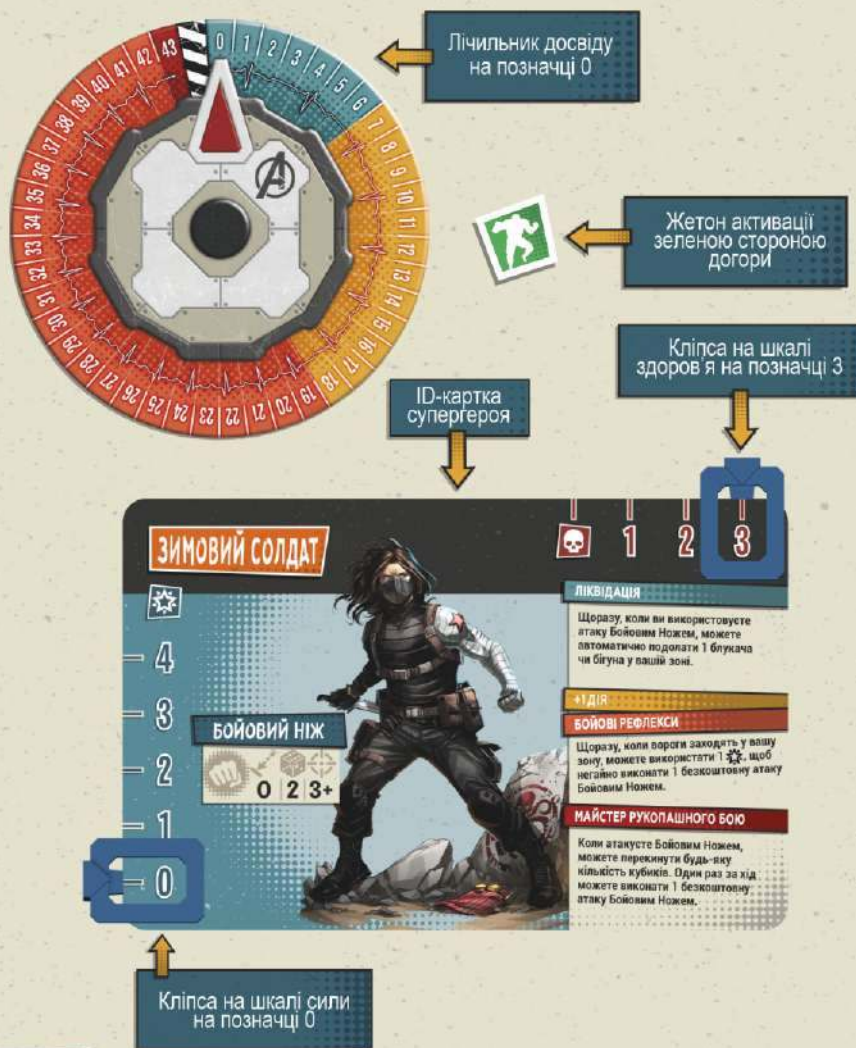 Лічильник досвіду
на позначці 0
0 1 2 3 4 5 6 7 8 9 10 11 12 13 14 15 16 17 18 19 20 21 22 23 24 25 26 27 28 29 30 31 32 33 34 35 36 37 38 39 40 41 42 43
Жетон активації
зеленою стороною
догори
Кліпса на шкалі
здоров'я на позначці 3
ID-картка
супергероя
ЗИМОВИЙ СОЛДАТ
1 2 3
4
3
2
1
0
БОЙОВИЙ НІЖ
0 2 3+
ЛІКВІДАЦІЯ
Щоразу, коли ви використовуєте
атаку Бойовим Ножем, можете
автоматично подолати 1 блукача
чи бігуна у вашій зоні.
+1 ДІЯ
БОЙОВІ РЕФЛЕКСИ
Щоразу, коли вороги заходять у вашу
зону, можете використати 1 , щоб
негайно виконати 1 безкоштовну атаку
Бойовим Ножем.
МАЙСТЕР РУКОПАШНОГО БОЮ
Коли атакуєте Бойовим Ножем,
можете перекинути будь-яку
кількість кубиків. Один раз за хід
можете виконати 1 безкоштовну
атаку Бойовим Ножем.
Кліпса на шкалі сили
на позначці 0